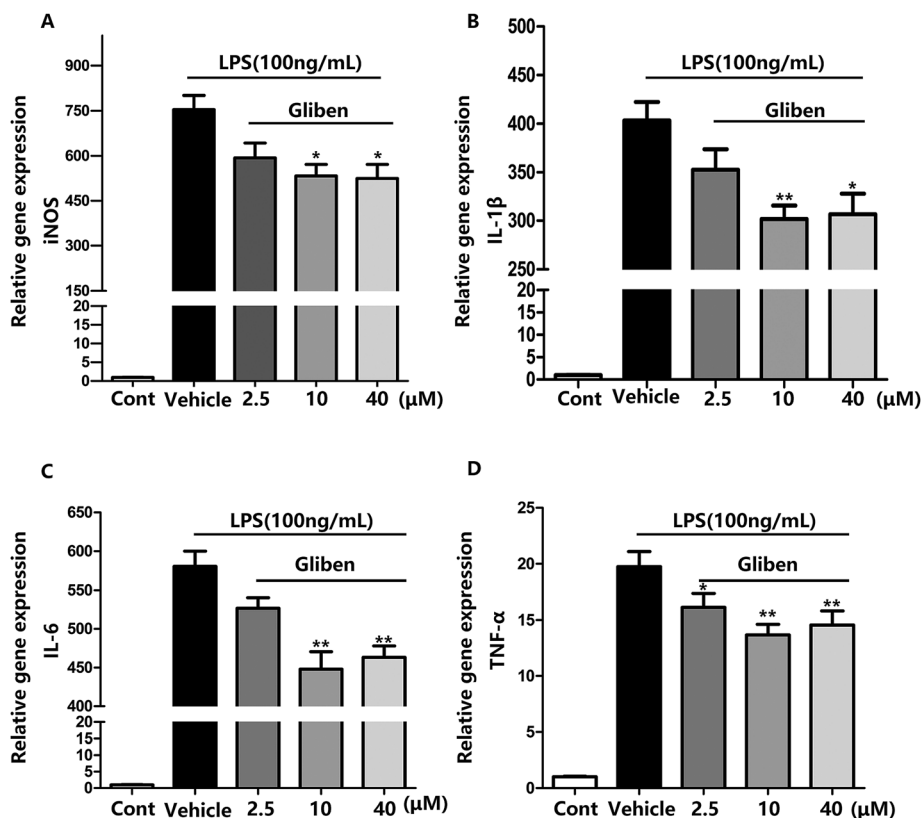 A
LPS(100ng/mL)
Gliben
Relative gene expression
iNOS
900
750
600
450
300
150
20
15
10
5
0
* *
Cont Vehicle 2.5 10 40 (μM)
B
LPS(100ng/mL)
Gliben
Relative gene expression
IL-1β
450
400
350
300
250
20
15
10
5
0
** *
Cont Vehicle 2.5 10 40 (μM)
C
LPS(100ng/mL)
Gliben
Relative gene expression
IL-6
650
600
550
500
450
400
20
15
10
5
0
** **
Cont Vehicle 2.5 10 40 (μM)
D
LPS(100ng/mL)
Gliben
Relative gene expression
TNF-α
25
20
15
10
5
0
* ** **
Cont Vehicle 2.5 10 40 (μM)